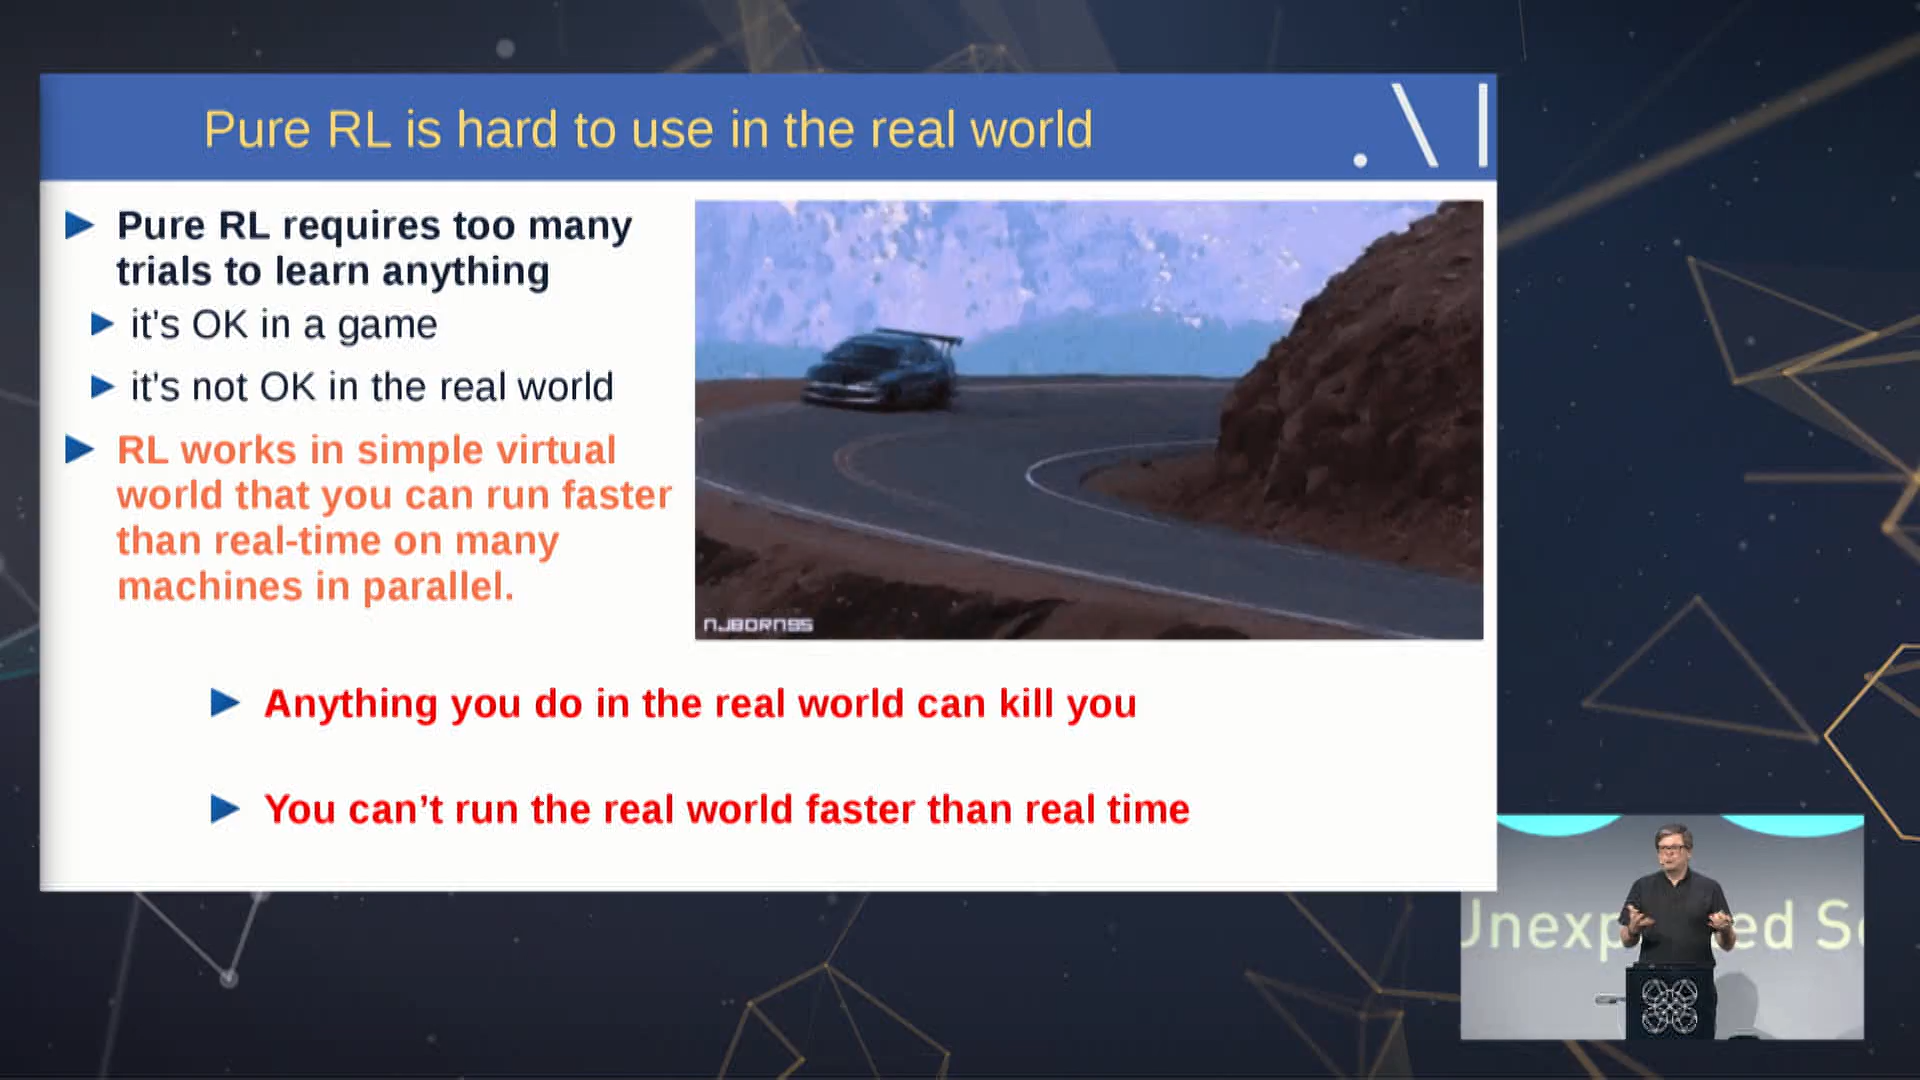 Pure RL is hard to use in the real world
Pure RL requires too many
trials to learn anything
it's OK in a game
it's not OK in the real world
RL works in simple virtual
world that you can run faster
than real-time on many
machines in parallel.
NJBORN95
Anything you do in the real world can kill you
You can’t run the real world faster than real time